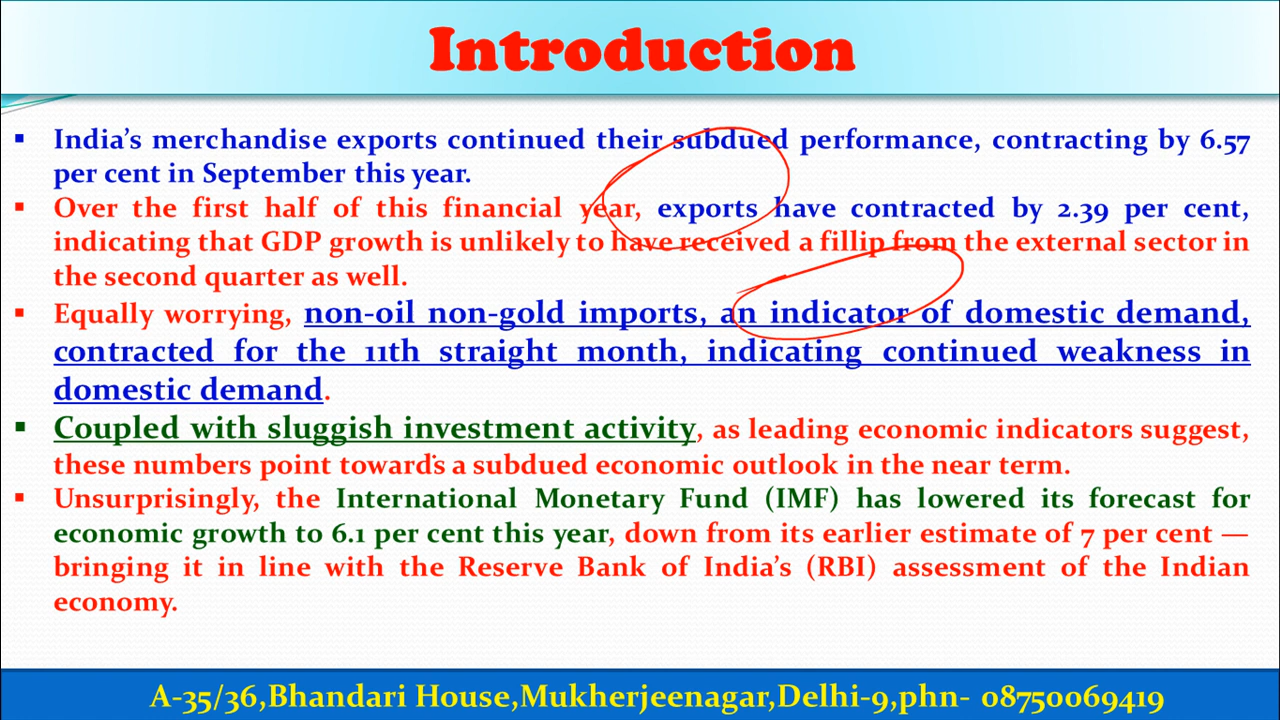 Introduction
▪ India's merchandise exports continued their subdued performance, contracting by 6.57
per cent in September this year.
▪ Over the first half of this financial year, exports have contracted by 2.39 per cent,
indicating that GDP growth is unlikely to have received a fillip from the external sector in
the second quarter as well.
▪ Equally worrying, non-oil non-gold imports, an indicator of domestic demand,
contracted for the 11th straight month, indicating continued weakness in
domestic demand.
▪ Coupled with sluggish investment activity, as leading economic indicators suggest,
these numbers point towards a subdued economic outlook in the near term.
▪ Unsurprisingly, the International Monetary Fund (IMF) has lowered its forecast for
economic growth to 6.1 per cent this year, down from its earlier estimate of 7 per cent —
bringing it in line with the Reserve Bank of India's (RBI) assessment of the Indian
economy.
A-35/36,Bhandari House,Mukherjeenagar,Delhi-9,phn- 08750069419